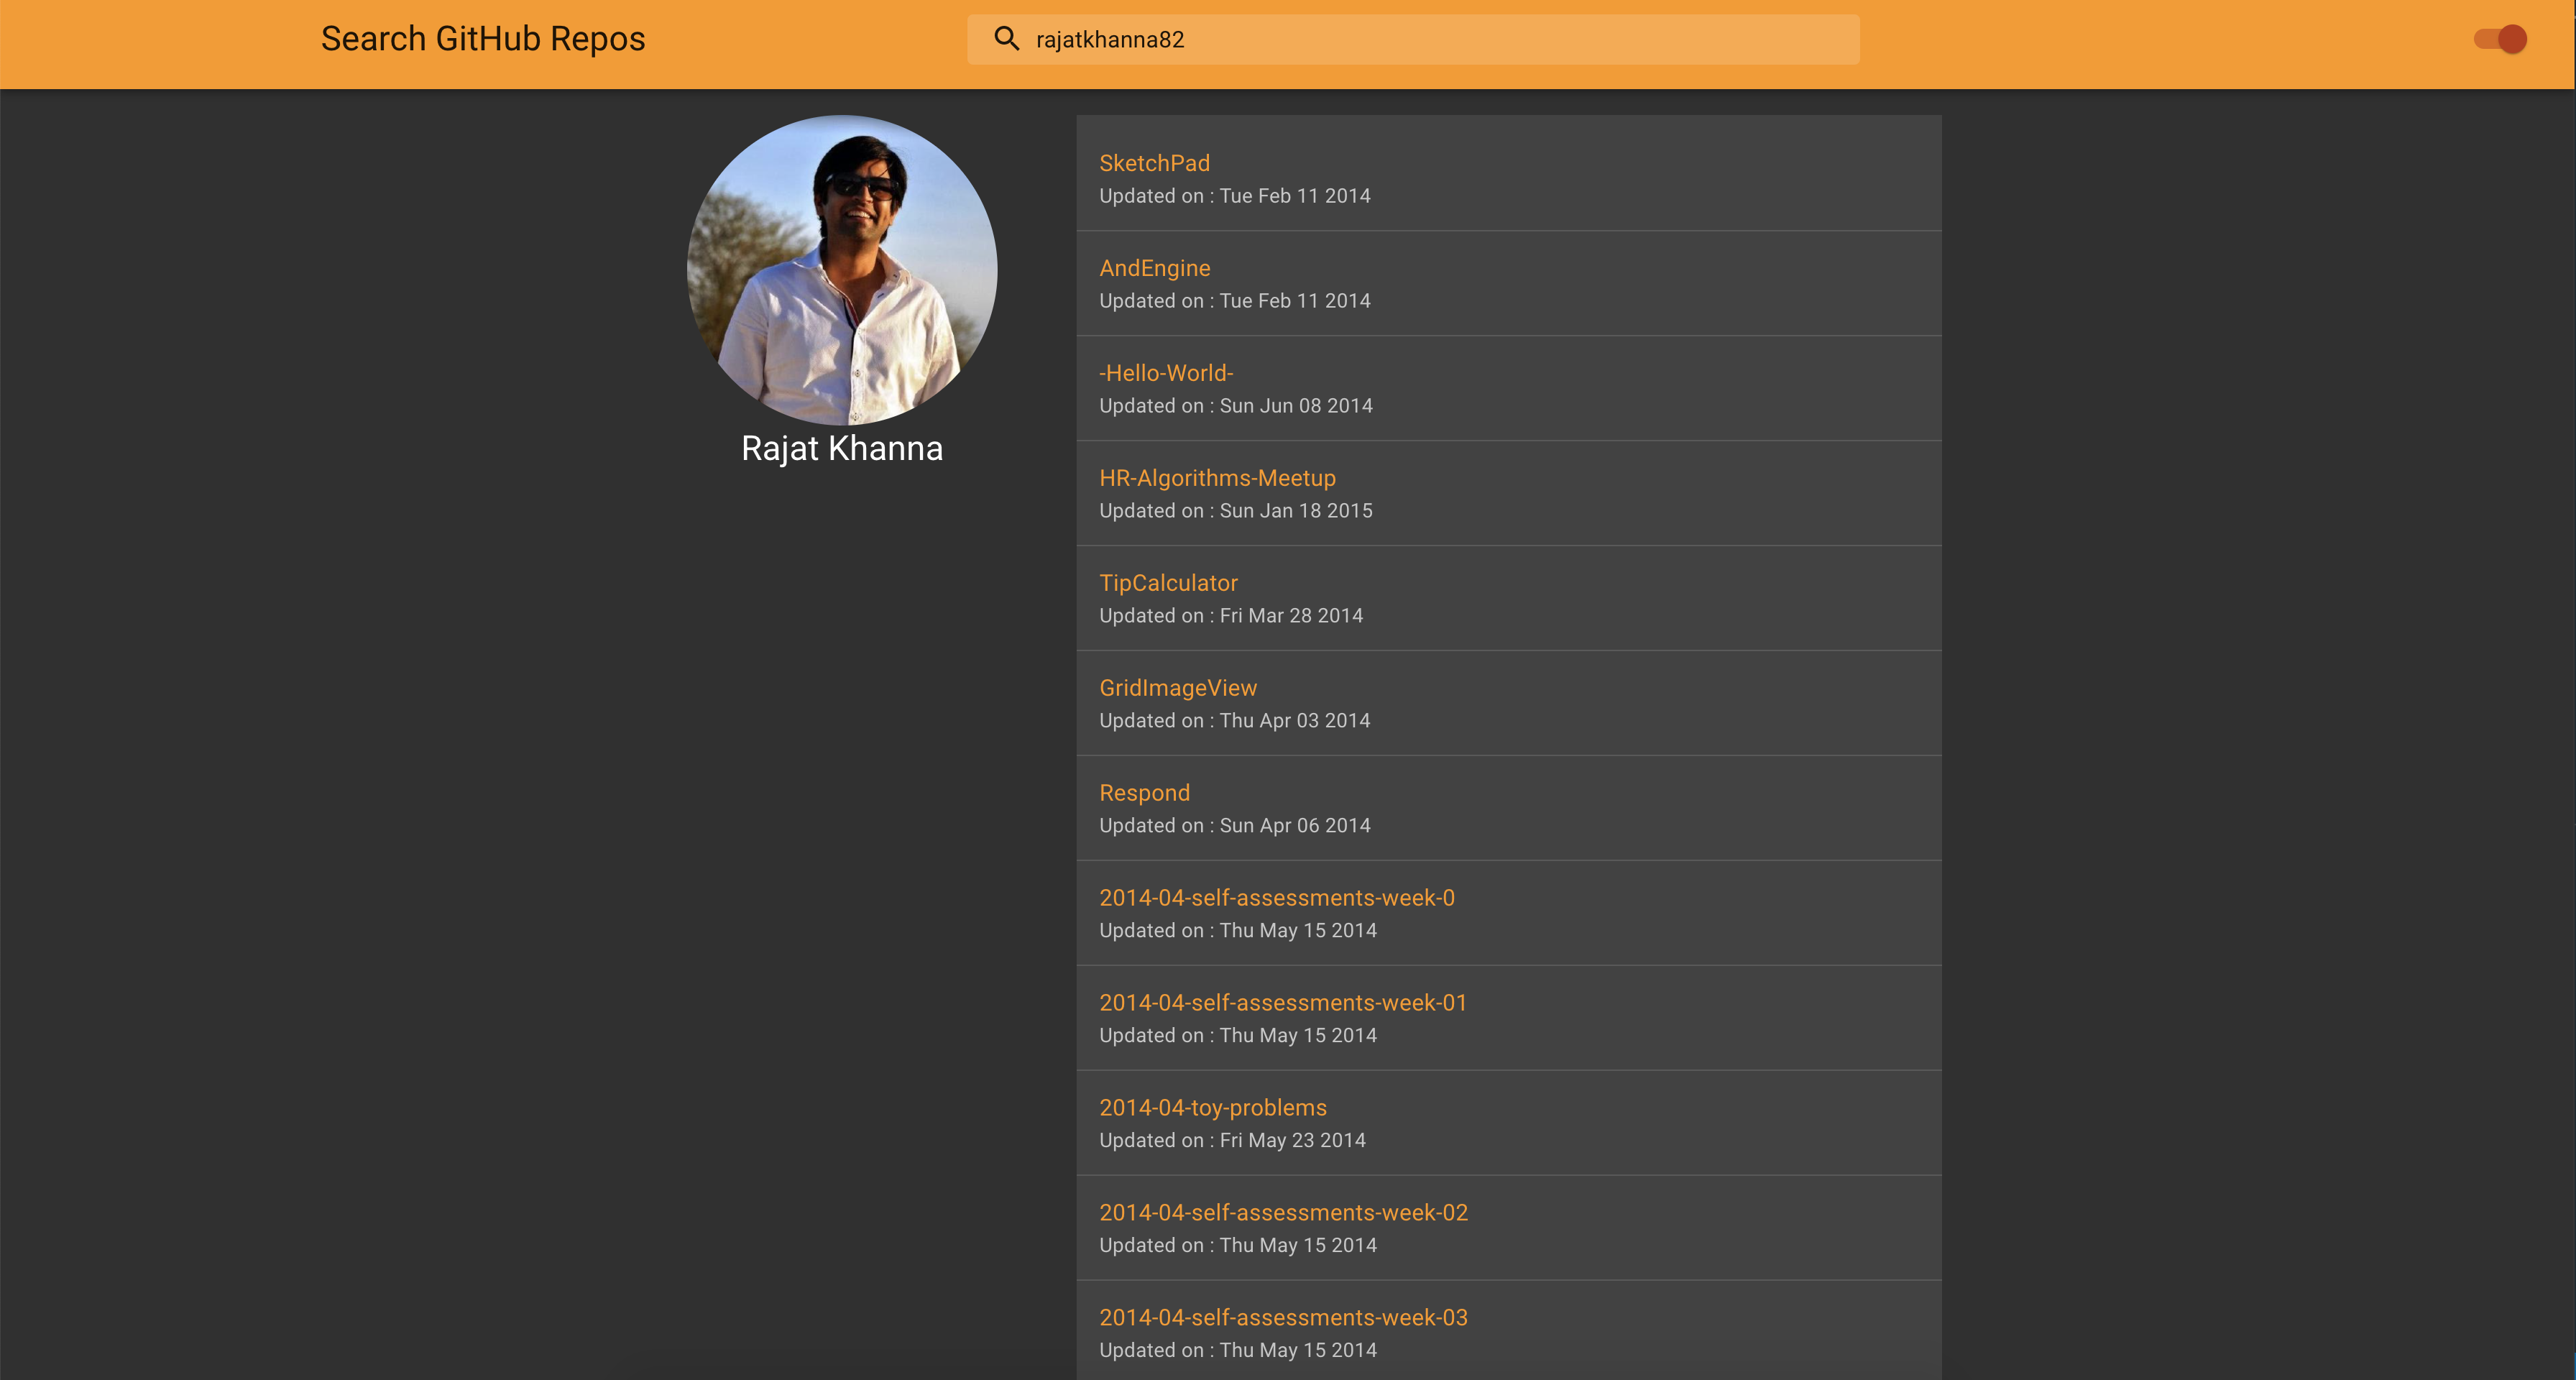 Search GitHub Repos
rajatkhanna82
Rajat Khanna
SketchPad
Updated on : Tue Feb 11 2014
AndEngine
Updated on : Tue Feb 11 2014
-Hello-World-
Updated on : Sun Jun 08 2014
HR-Algorithms-Meetup
Updated on : Sun Jan 18 2015
TipCalculator
Updated on : Fri Mar 28 2014
GridImageView
Updated on : Thu Apr 03 2014
Respond
Updated on : Sun Apr 06 2014
2014-04-self-assessments-week-0
Updated on : Thu May 15 2014
2014-04-self-assessments-week-01
Updated on : Thu May 15 2014
2014-04-toy-problems
Updated on : Fri May 23 2014
2014-04-self-assessments-week-02
Updated on : Thu May 15 2014
2014-04-self-assessments-week-03
Updated on : Thu May 15 2014